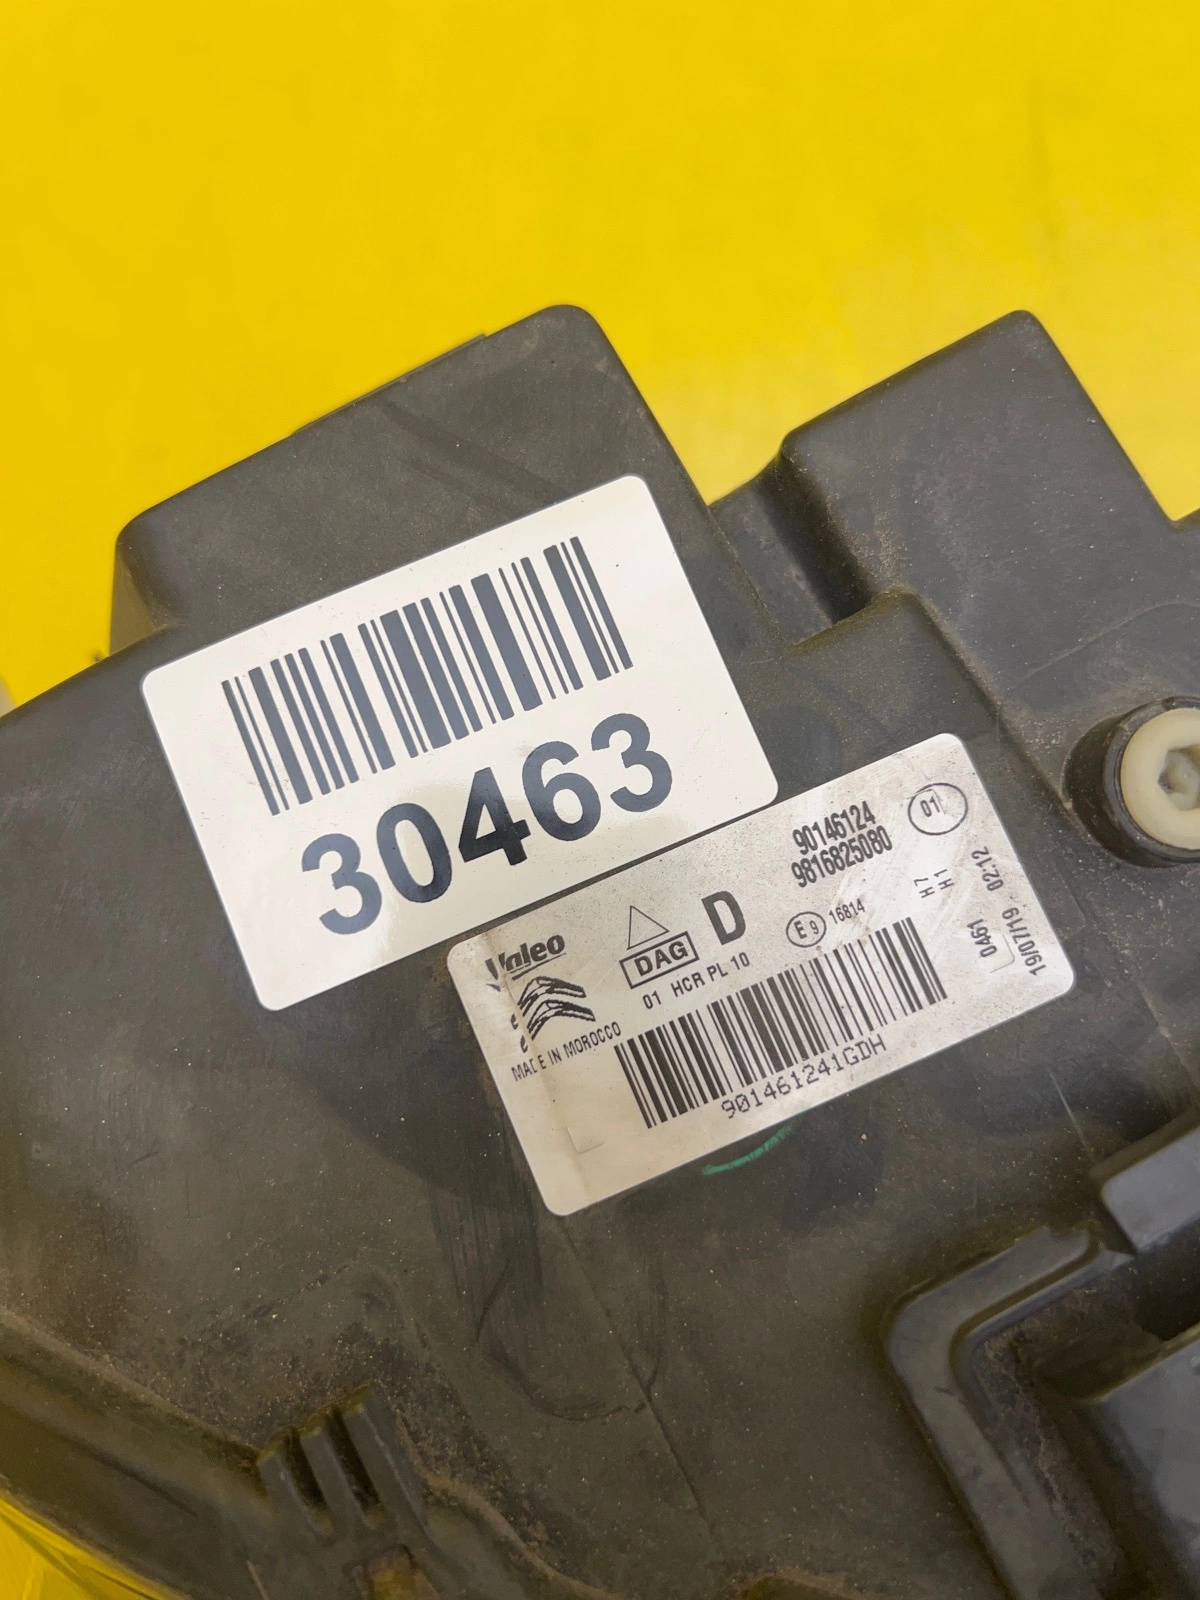 30463
90146124
9816825080
01
Valeo
DAG
D
E9
16814
H7
H1
01 HCR PL 10
MADE IN MOROCCO
901461241GDH
0461
19/07/19 02:12